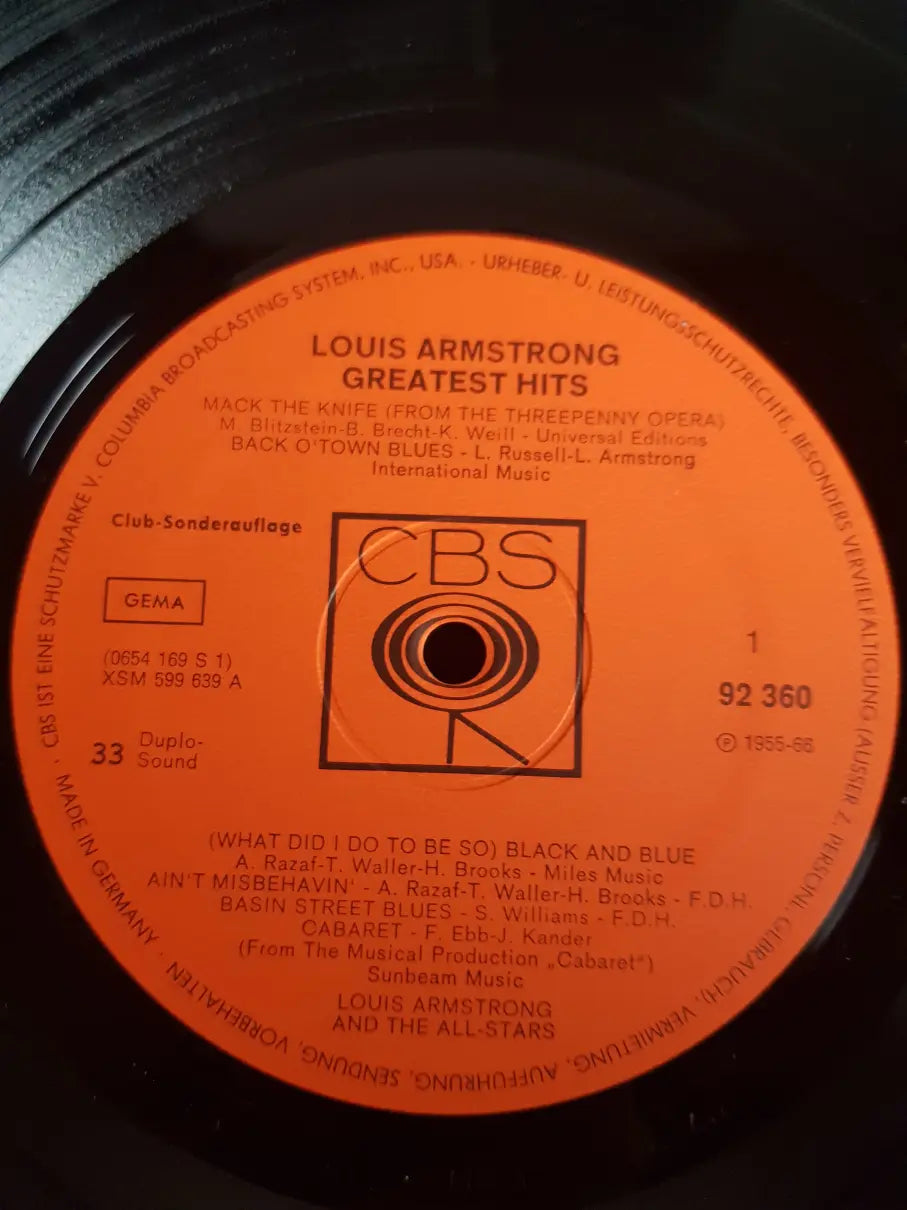 CBS IST EINE SCHUTZMARKE V. COLUMBIA BROADCASTING SYSTEM, INC., USA. · URHEBER- U. LEISTUNGSSCHUTZRECHTE, BESONDERS VERVIELFÄLTIGUNG (AUSSER Z. PERSÖNL. GEBRAUCH), VERMIETUNG, AUFFÜHRUNG, SENDUNG, VORBEHALTEN · MADE IN GERMANY ·
LOUIS ARMSTRONG
GREATEST HITS
MACK THE KNIFE (FROM THE THREEPENNY OPERA)
M. Blitzstein-B. Brecht-K. Weill - Universal Editions
BACK O'TOWN BLUES - L. Russell-L. Armstrong
International Music
Club-Sonderauflage
CBS
GEMA
(0654 169 S 1)
XSM 599 639 A
33 Duplo-
Sound
1
92 360
Ⓟ 1955-66
(WHAT DID I DO TO BE SO) BLACK AND BLUE
A. Razaf-T. Waller-H. Brooks - Miles Music
AIN'T MISBEHAVIN' - A. Razaf-T. Waller-H. Brooks - F.D.H.
BASIN STREET BLUES - S. Williams - F.D.H.
CABARET - F. Ebb-J. Kander
(From The Musical Production „Cabaret“)
Sunbeam Music
LOUIS ARMSTRONG
AND THE ALL-STARS